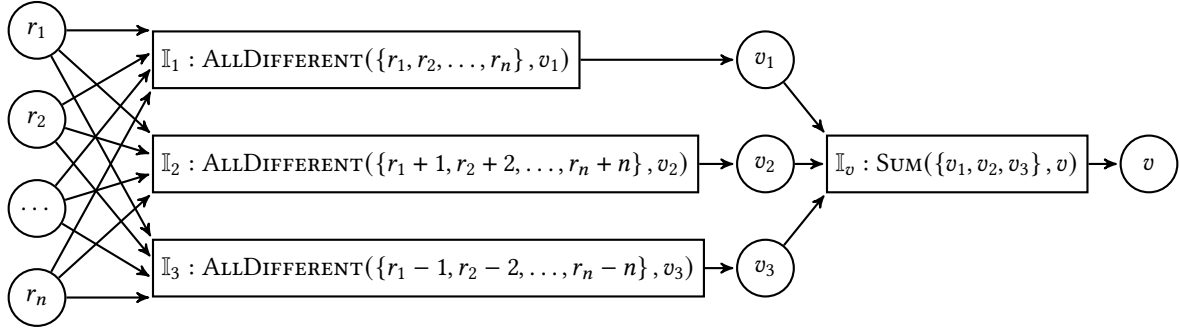 r₁
𝕀₁ : ALLDIFFERENT({r₁, r₂, . . . , rₙ} , v₁)
v₁
r₂
𝕀₂ : ALLDIFFERENT({r₁ + 1, r₂ + 2, . . . , rₙ + n} , v₂)
v₂
𝕀ᵥ : SUM({v₁, v₂, v₃} , v)
v
. . .
𝕀₃ : ALLDIFFERENT({r₁ − 1, r₂ − 2, . . . , rₙ − n} , v₃)
v₃
rₙ